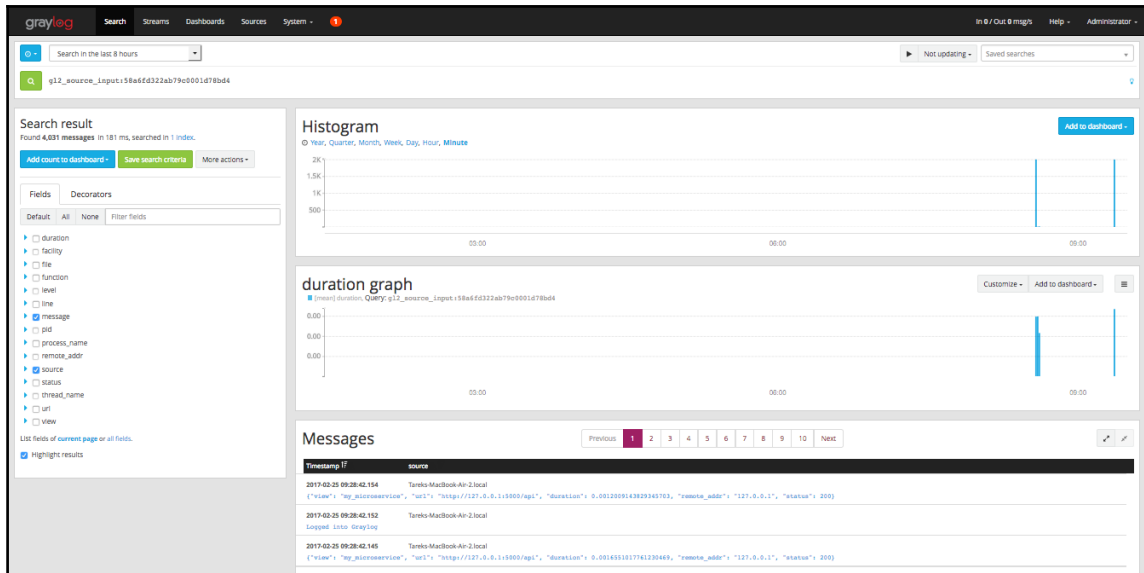 graylog Search Streams Dashboards Sources System 1 In 0 / Out 0 msg/s Help Administrator
Search in the last 8 hours Not updating Saved searches
gl2_source_input:58a6fd322ab79c0001d78bd4
Search result
Found 4,031 messages in 181 ms, searched in 1 index.
Add count to dashboard Save search criteria More actions
Fields Decorators
Default All None Filter fields
duration
facility
file
function
level
line
message
pid
process_name
remote_addr
source
status
thread_name
url
view
List fields of current page or all fields.
Highlight results
Histogram Add to dashboard
Year, Quarter, Month, Week, Day, Hour, Minute
2K
1.5K
1K
500
03:00 06:00 09:00
duration graph Customize Add to dashboard
[mean] duration, Query: gl2_source_input:58a6fd322ab79c0001d78bd4
0.00
0.00
0.00
03:00 06:00 09:00
Messages Previous 1 2 3 4 5 6 7 8 9 10 Next
Timestamp source
2017-02-25 09:28:42.154 Tareks-MacBook-Air-2.local
{"view": "my_microservice", "url": "http://127.0.0.1:5000/api", "duration": 0.0012009143829345703, "remote_addr": "127.0.0.1", "status": 200}
2017-02-25 09:28:42.152 Tareks-MacBook-Air-2.local
Logged into Graylog
2017-02-25 09:28:42.145 Tareks-MacBook-Air-2.local
{"view": "my_microservice", "url": "http://127.0.0.1:5000/api", "duration": 0.0016551017761230469, "remote_addr": "127.0.0.1", "status": 200}